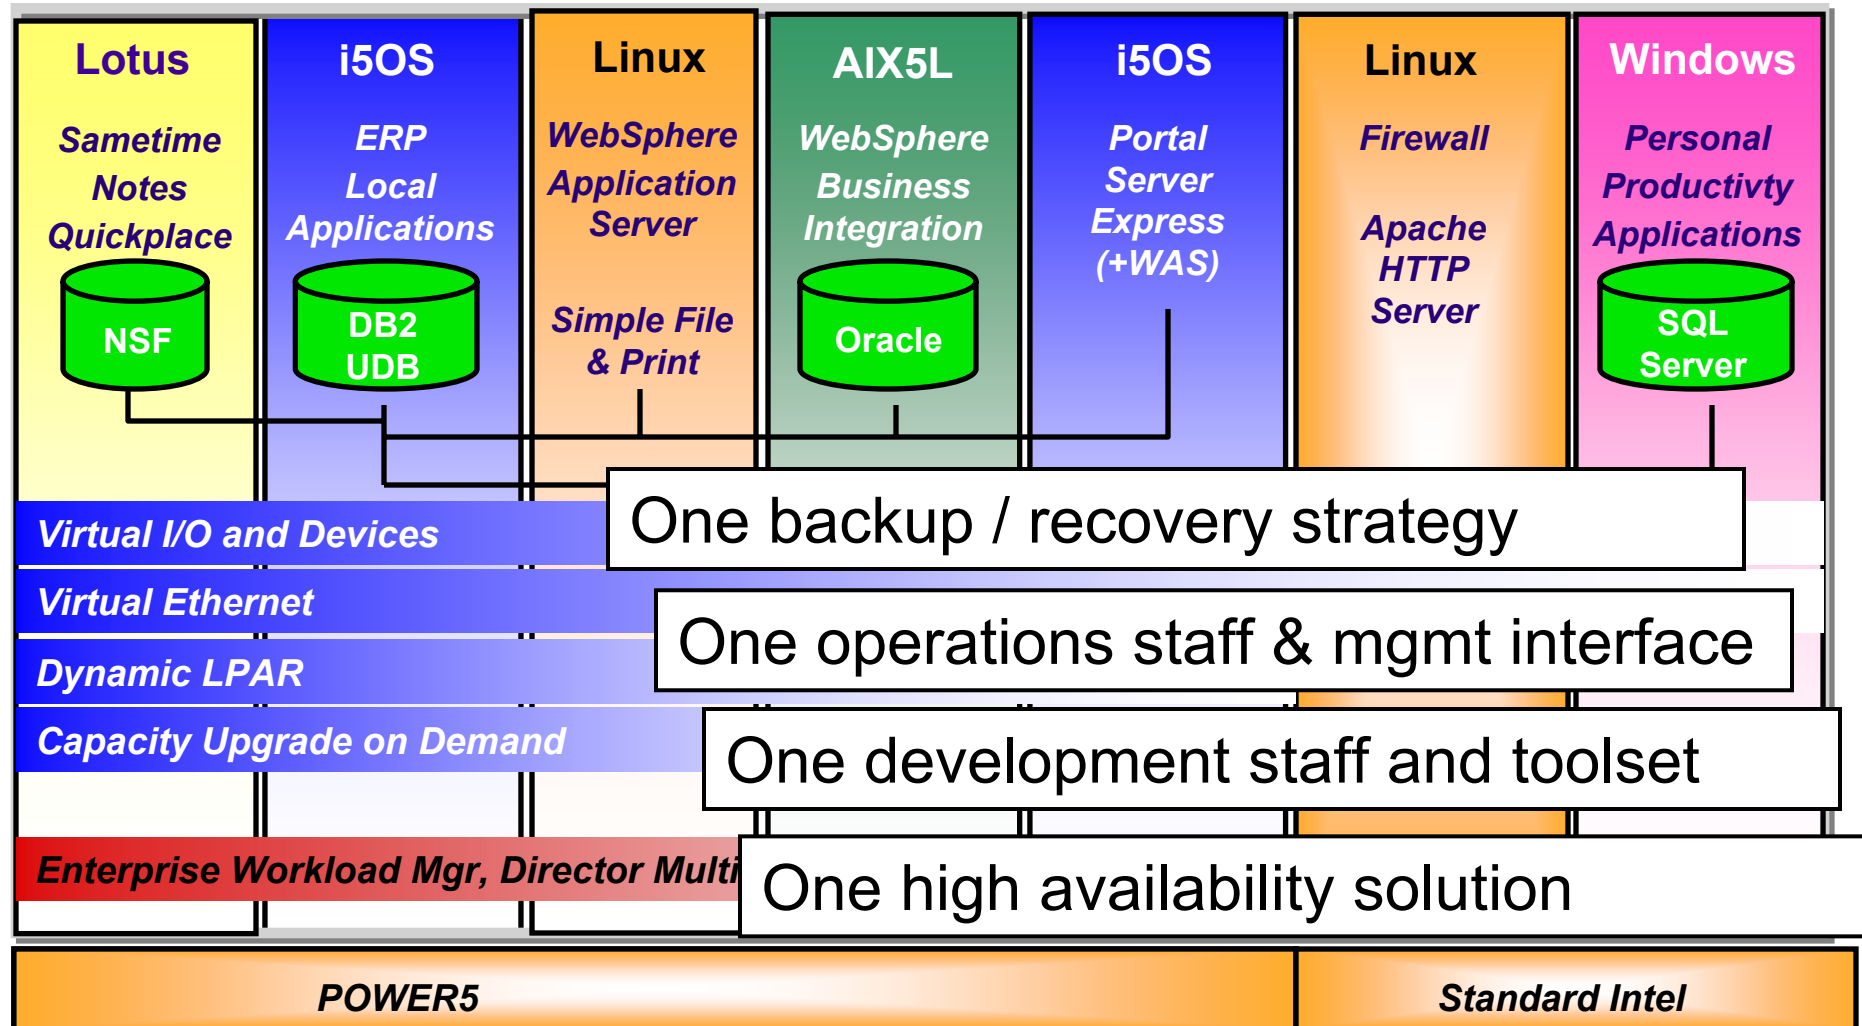 Lotus
Sametime
Notes
Quickplace
NSF
i5OS
ERP
Local
Applications
DB2
UDB
Linux
WebSphere
Application
Server
Simple File
& Print
AIX5L
WebSphere
Business
Integration
Oracle
i5OS
Portal
Server
Express
(+WAS)
Linux
Firewall
Apache
HTTP
Server
Windows
Personal
Productivty
Applications
SQL
Server
Virtual I/O and Devices
One backup / recovery strategy
Virtual Ethernet
One operations staff & mgmt interface
Dynamic LPAR
Capacity Upgrade on Demand
One development staff and toolset
Enterprise Workload Mgr, Director Multi
One high availability solution
POWER5
Standard Intel